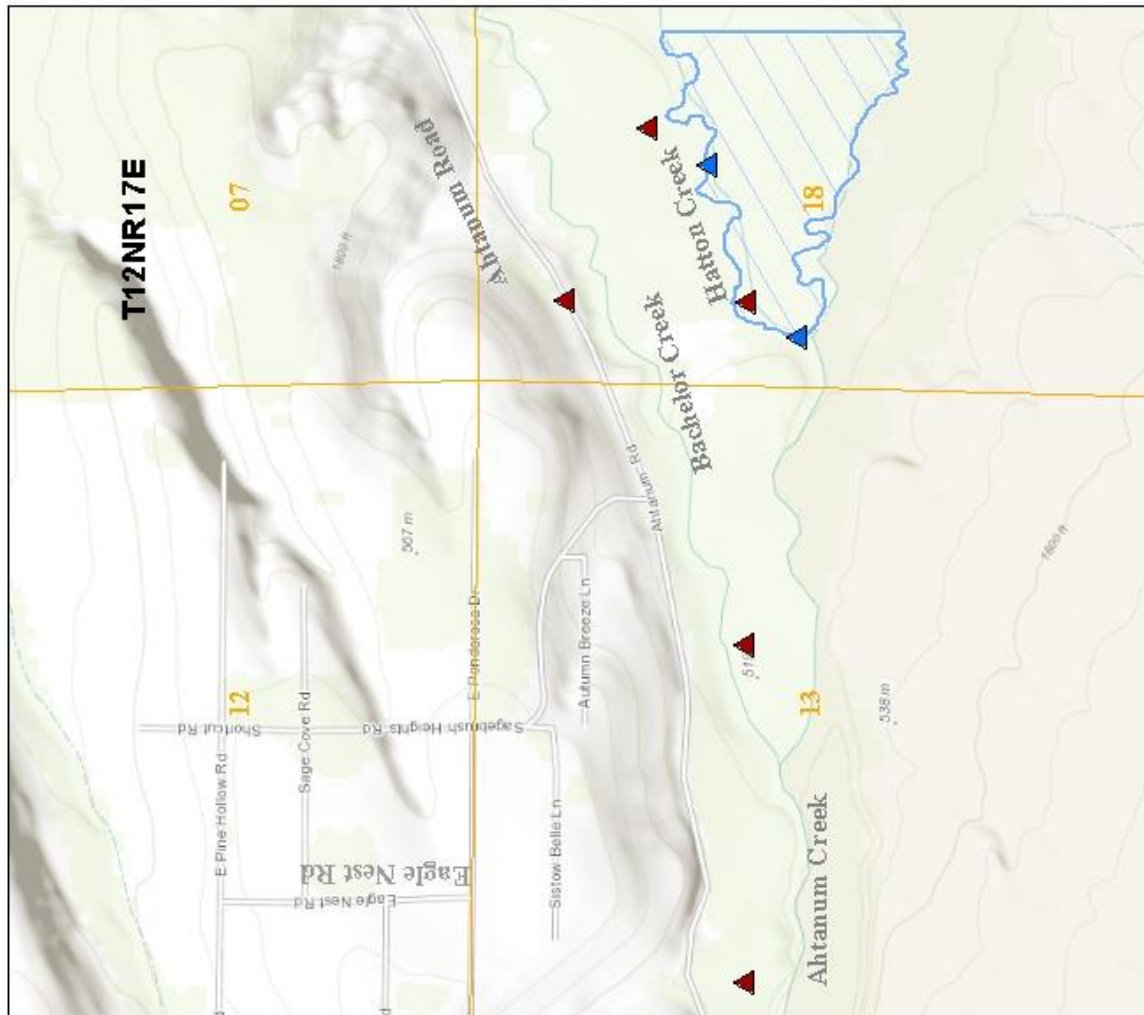 T12NR17E
07
1800 ft
Ahtanum Road
Hatton Creek
18
Bachelor Creek
567 m
Ahtanum Rd
1800 ft
E Ponderosa Dr
Autumn Breeze Ln
12
Shortcut Rd
Sagebrush Heights Rd
Sage Cove Rd
E Pine Hollow Rd
13
538 m
Eagle Nest Rd
Eagle Nest Rd
Sistow Belle Ln
Ahtanum Creek